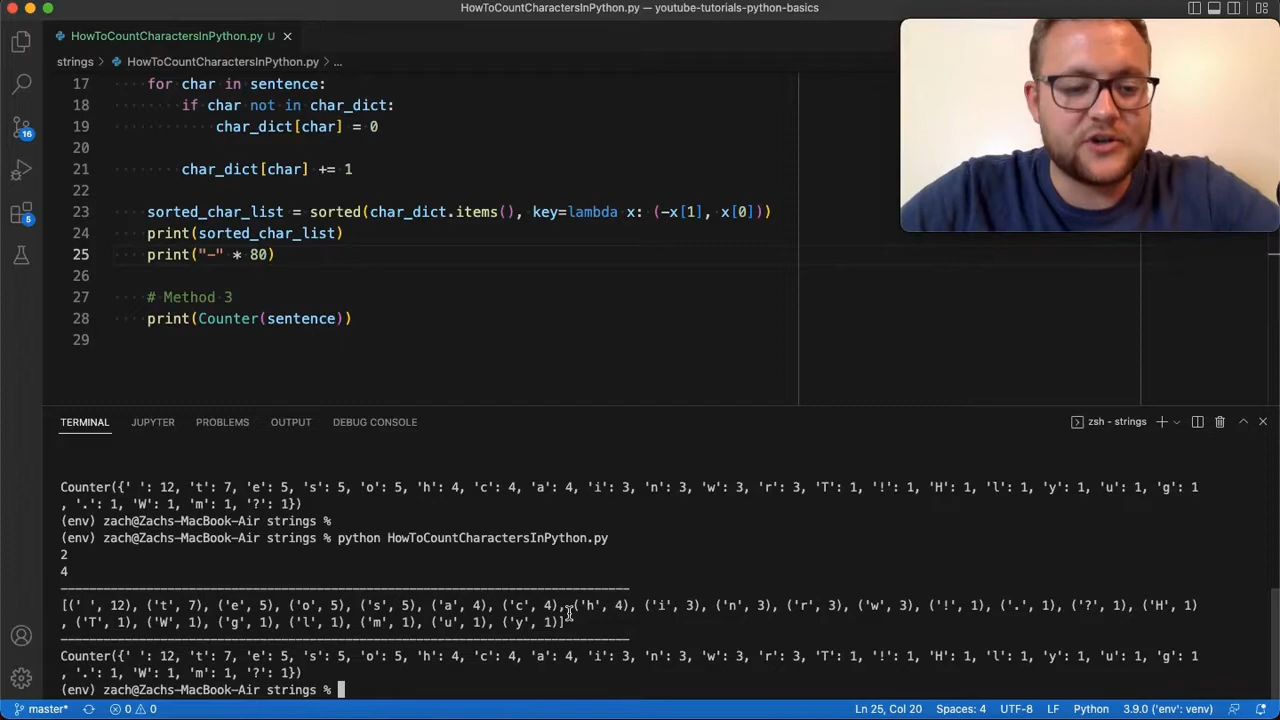 HowToCountCharactersInPython.py — youtube-tutorials-python-basics
HowToCountCharactersInPython.py U
strings > HowToCountCharactersInPython.py > ...
17 for char in sentence:
18 if char not in char_dict:
19 char_dict[char] = 0
20
21 char_dict[char] += 1
22
23 sorted_char_list = sorted(char_dict.items(), key=lambda x: (-x[1], x[0]))
24 print(sorted_char_list)
25 print("-" * 80)
26
27 # Method 3
28 print(Counter(sentence))
29
16
5
TERMINAL JUPYTER PROBLEMS OUTPUT DEBUG CONSOLE zsh - strings
Counter({' ': 12, 't': 7, 'e': 5, 's': 5, 'o': 5, 'h': 4, 'c': 4, 'a': 4, 'i': 3, 'n': 3, 'w': 3, 'r': 3, 'T': 1, '!': 1, 'H': 1, 'l': 1, 'y': 1, 'u': 1, 'g': 1
, '.': 1, 'W': 1, 'm': 1, '?': 1})
(env) zach@Zachs-MacBook-Air strings %
(env) zach@Zachs-MacBook-Air strings % python HowToCountCharactersInPython.py
2
4
--------------------------------------------------------------------------------
[(' ', 12), ('t', 7), ('e', 5), ('o', 5), ('s', 5), ('a', 4), ('c', 4), ('h', 4), ('i', 3), ('n', 3), ('r', 3), ('w', 3), ('!', 1), ('.', 1), ('?', 1), ('H', 1)
, ('T', 1), ('W', 1), ('g', 1), ('l', 1), ('m', 1), ('u', 1), ('y', 1)]
--------------------------------------------------------------------------------
Counter({' ': 12, 't': 7, 'e': 5, 's': 5, 'o': 5, 'h': 4, 'c': 4, 'a': 4, 'i': 3, 'n': 3, 'w': 3, 'r': 3, 'T': 1, '!': 1, 'H': 1, 'l': 1, 'y': 1, 'u': 1, 'g': 1
, '.': 1, 'W': 1, 'm': 1, '?': 1})
(env) zach@Zachs-MacBook-Air strings %
master* 0 0 Ln 25, Col 20 Spaces: 4 UTF-8 LF Python 3.9.0 ('env': venv)